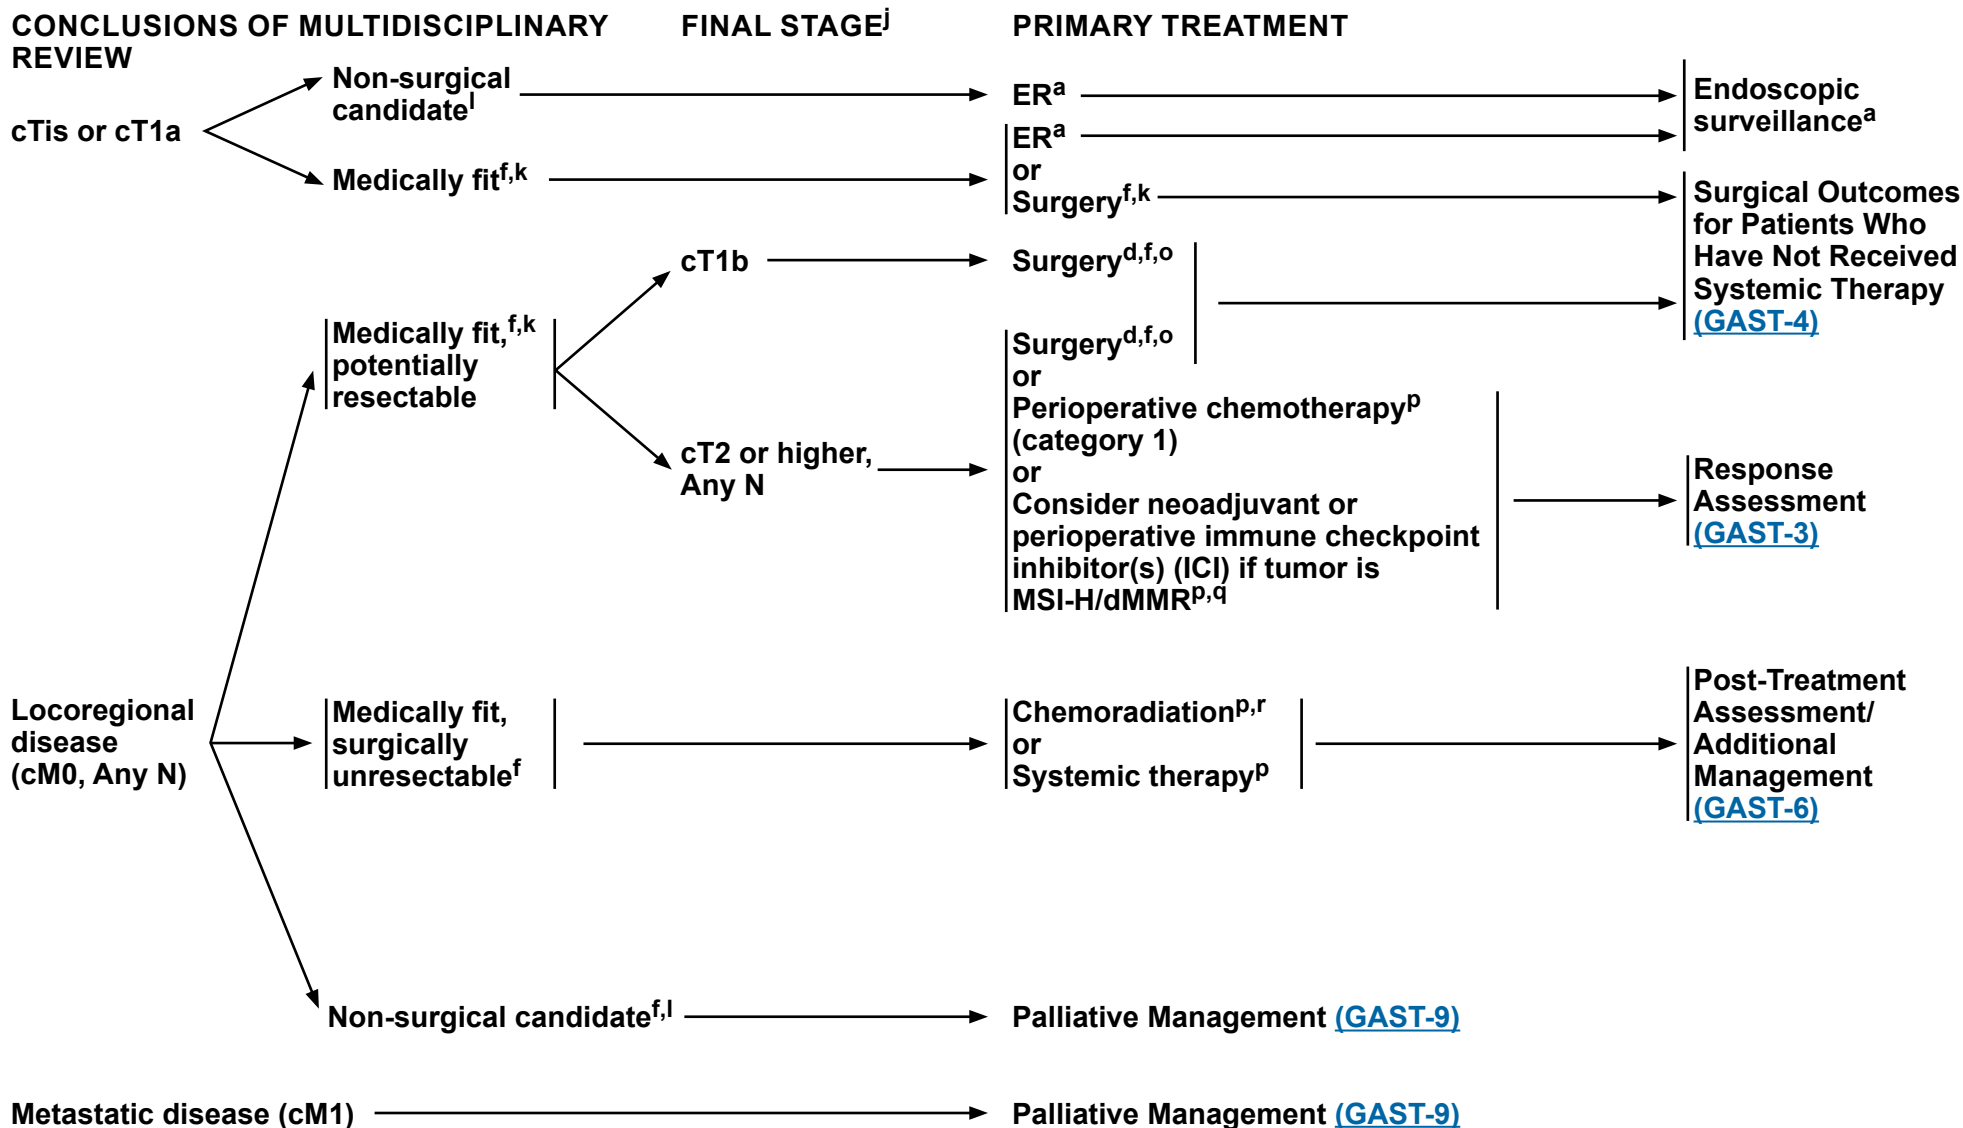 CONCLUSIONS OF MULTIDISCIPLINARY
REVIEW
FINAL STAGEj
PRIMARY TREATMENT
cTis or cT1a
Non-surgical
candidatel
ERa
Endoscopic
surveillancea
Medically fitf,k
ERa
or
Surgeryf,k
Surgical Outcomes
for Patients Who
Have Not Received
Systemic Therapy
(GAST-4)
Locoregional
disease
(cM0, Any N)
Medically fit,f,k
potentially
resectable
cT1b
Surgeryd,f,o
cT2 or higher,
Any N
Surgeryd,f,o
or
Perioperative chemotherapyp
(category 1)
or
Consider neoadjuvant or
perioperative immune checkpoint
inhibitor(s) (ICI) if tumor is
MSI-H/dMMRp,q
Response
Assessment
(GAST-3)
Medically fit,
surgically
unresectablef
Chemoradiationp,r
or
Systemic therapyp
Post-Treatment
Assessment/
Additional
Management
(GAST-6)
Non-surgical candidatef,l
Palliative Management (GAST-9)
Metastatic disease (cM1)
Palliative Management (GAST-9)